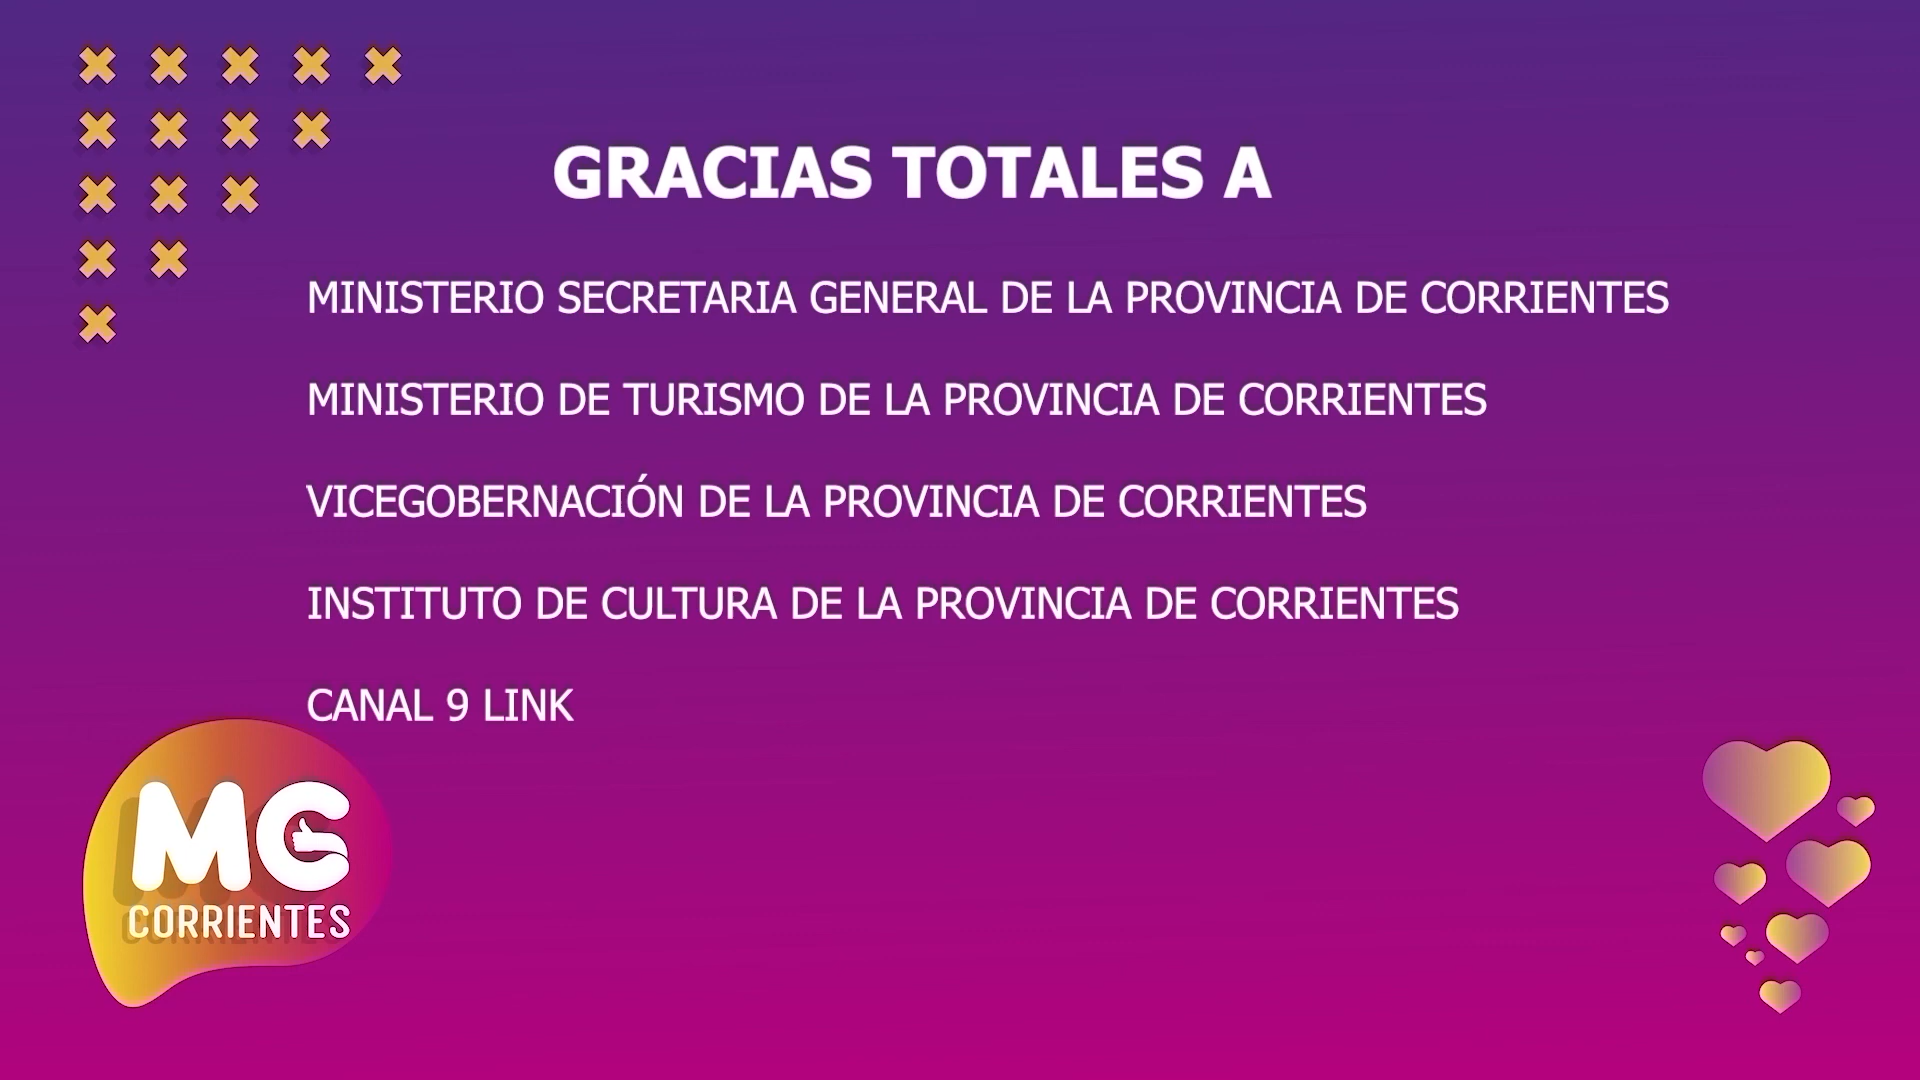 GRACIAS TOTALES A
MINISTERIO SECRETARIA GENERAL DE LA PROVINCIA DE CORRIENTES
MINISTERIO DE TURISMO DE LA PROVINCIA DE CORRIENTES
VICEGOBERNACIÓN DE LA PROVINCIA DE CORRIENTES
INSTITUTO DE CULTURA DE LA PROVINCIA DE CORRIENTES
CANAL 9 LINK
MG
CORRIENTES